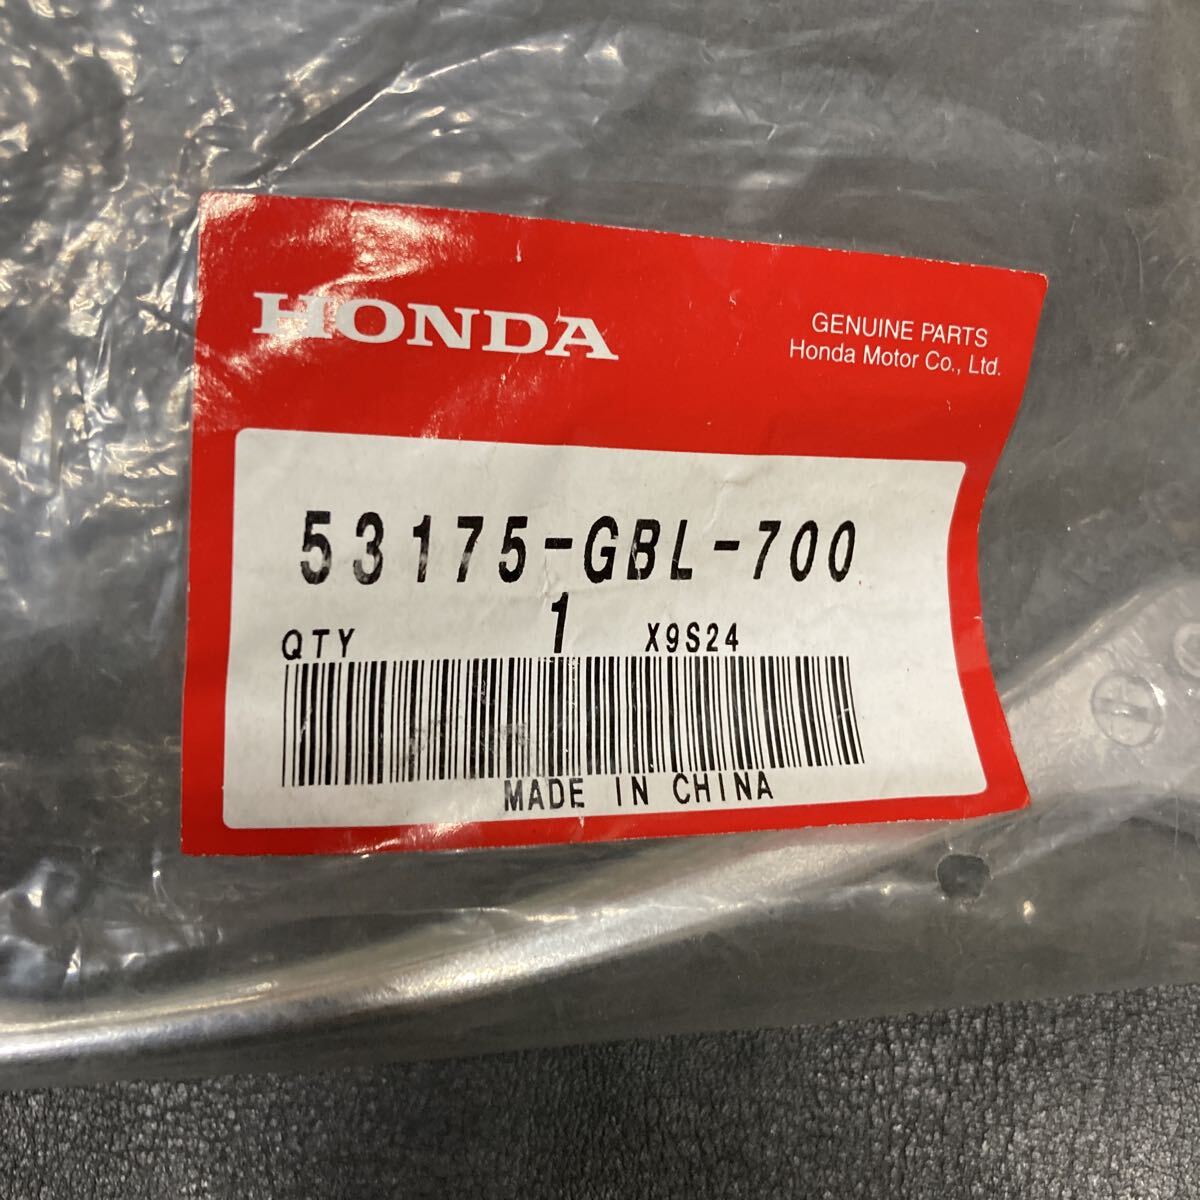 HONDA
GENUINE PARTS
Honda Motor Co., Ltd.
53175-GBL-700
QTY 1 X9S24
MADE IN CHINA